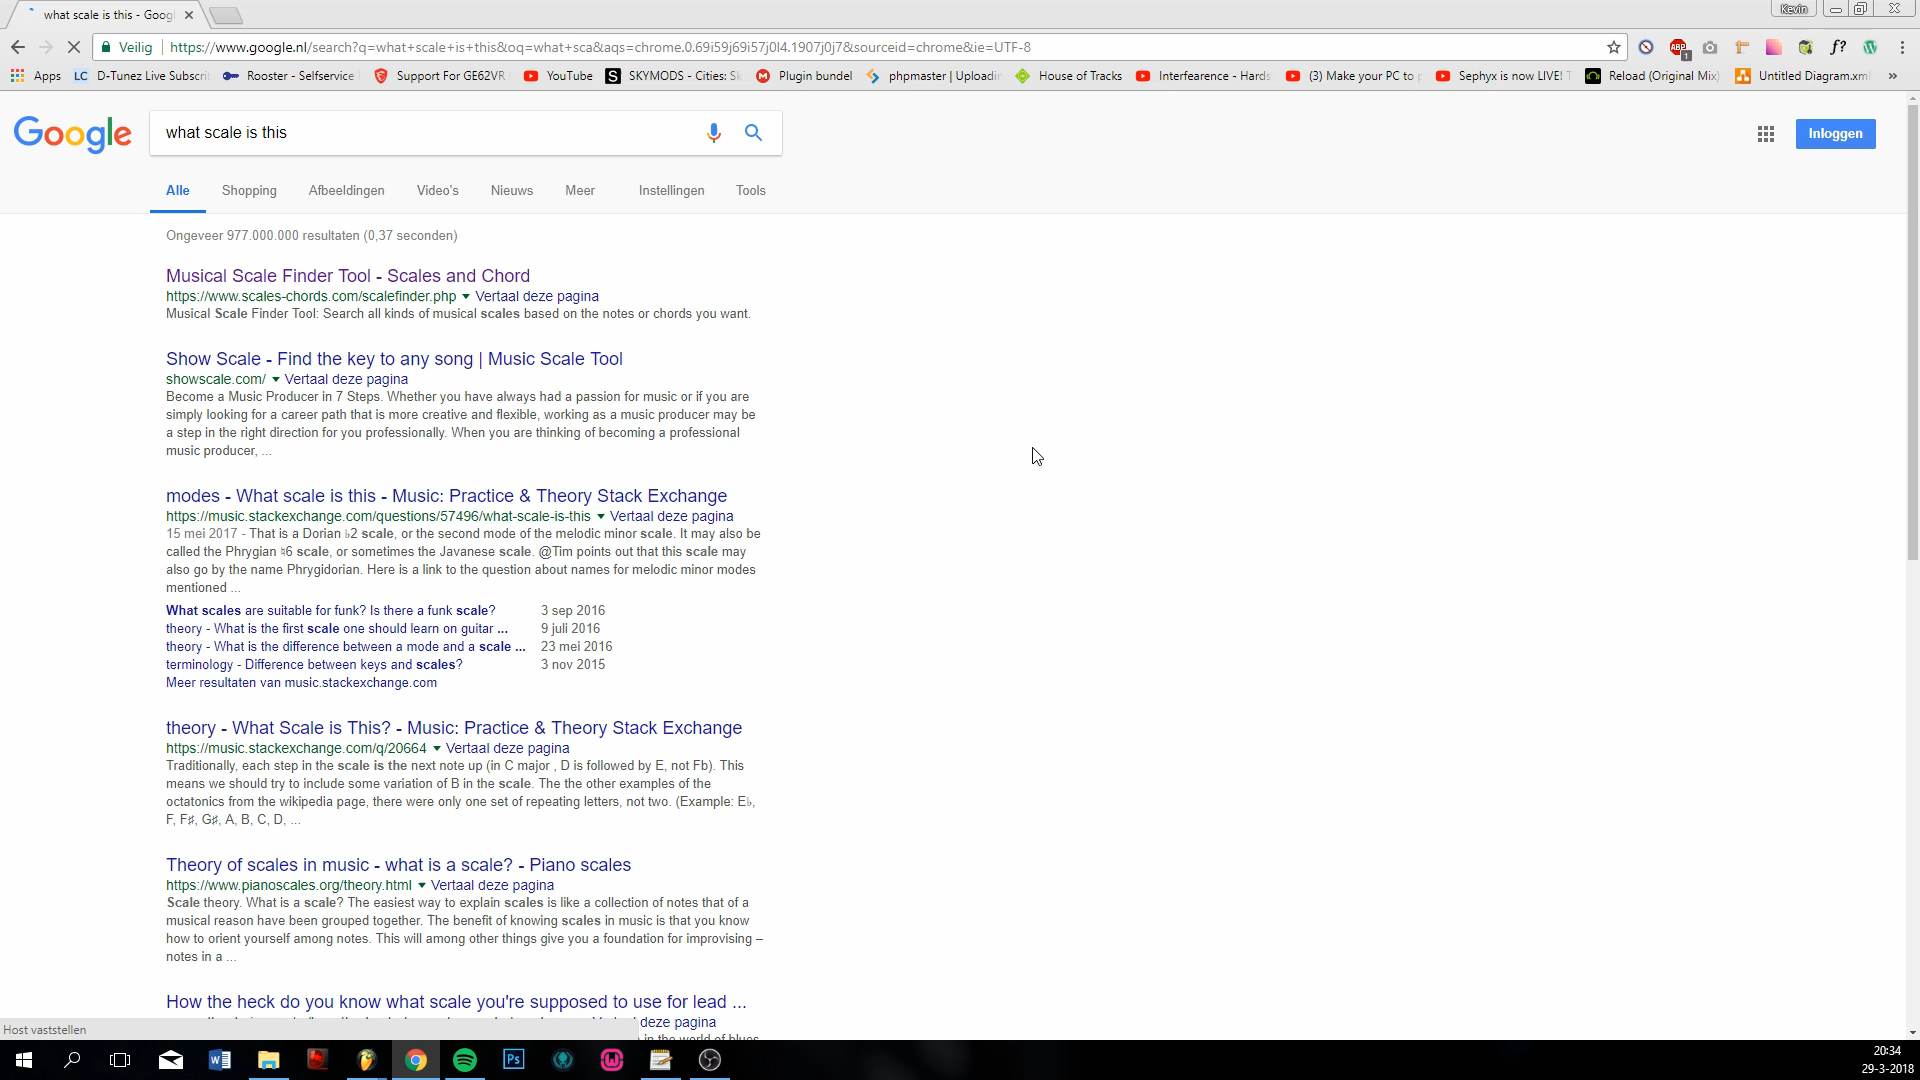 what scale is this - Goog
Kevin
Veilig
https://www.google.nl/search?q=what+scale+is+this&oq=what+sca&aqs=chrome.0.69i59j69i57j0l4.1907j0j7&sourceid=chrome&ie=UTF-8
ABP
1
f?
Apps LC D-Tunez Live Subscri Rooster - Selfservice Support For GE62VR YouTube S SKYMODS - Cities: Sk Plugin bundel phpmaster | Uploadin House of Tracks Interfearence - Hards (3) Make your PC to Sephyx is now LIVE! T Reload (Original Mix) Untitled Diagram.xml »
Google
what scale is this
Inloggen
Alle Shopping Afbeeldingen Video's Nieuws Meer Instellingen Tools
Ongeveer 977.000.000 resultaten (0,37 seconden)
Musical Scale Finder Tool - Scales and Chord
https://www.scales-chords.com/scalefinder.php ▼ Vertaal deze pagina
Musical Scale Finder Tool: Search all kinds of musical scales based on the notes or chords you want.
Show Scale - Find the key to any song | Music Scale Tool
showscale.com/ ▼ Vertaal deze pagina
Become a Music Producer in 7 Steps. Whether you have always had a passion for music or if you are
simply looking for a career path that is more creative and flexible, working as a music producer may be
a step in the right direction for you professionally. When you are thinking of becoming a professional
music producer, ...
modes - What scale is this - Music: Practice & Theory Stack Exchange
https://music.stackexchange.com/questions/57496/what-scale-is-this ▼ Vertaal deze pagina
15 mei 2017 - That is a Dorian ♭2 scale, or the second mode of the melodic minor scale. It may also be
called the Phrygian ♮6 scale, or sometimes the Javanese scale. @Tim points out that this scale may
also go by the name Phrygidorian. Here is a link to the question about names for melodic minor modes
mentioned ...
What scales are suitable for funk? Is there a funk scale? 3 sep 2016
theory - What is the first scale one should learn on guitar ... 9 juli 2016
theory - What is the difference between a mode and a scale ... 23 mei 2016
terminology - Difference between keys and scales? 3 nov 2015
Meer resultaten van music.stackexchange.com
theory - What Scale is This? - Music: Practice & Theory Stack Exchange
https://music.stackexchange.com/q/20664 ▼ Vertaal deze pagina
Traditionally, each step in the scale is the next note up (in C major , D is followed by E, not Fb). This
means we should try to include some variation of B in the scale. The the other examples of the
octatonics from the wikipedia page, there were only one set of repeating letters, not two. (Example: E♭,
F, F♯, G♯, A, B, C, D, ...
Theory of scales in music - what is a scale? - Piano scales
https://www.pianoscales.org/theory.html ▼ Vertaal deze pagina
Scale theory. What is a scale? The easiest way to explain scales is like a collection of notes that of a
musical reason have been grouped together. The benefit of knowing scales in music is that you know
how to orient yourself among notes. This will among other things give you a foundation for improvising –
notes in a ...
How the heck do you know what scale you're supposed to use for lead ...
deze pagina
Host vaststellen
in the world of blues
Ps
20:34
29-3-2018